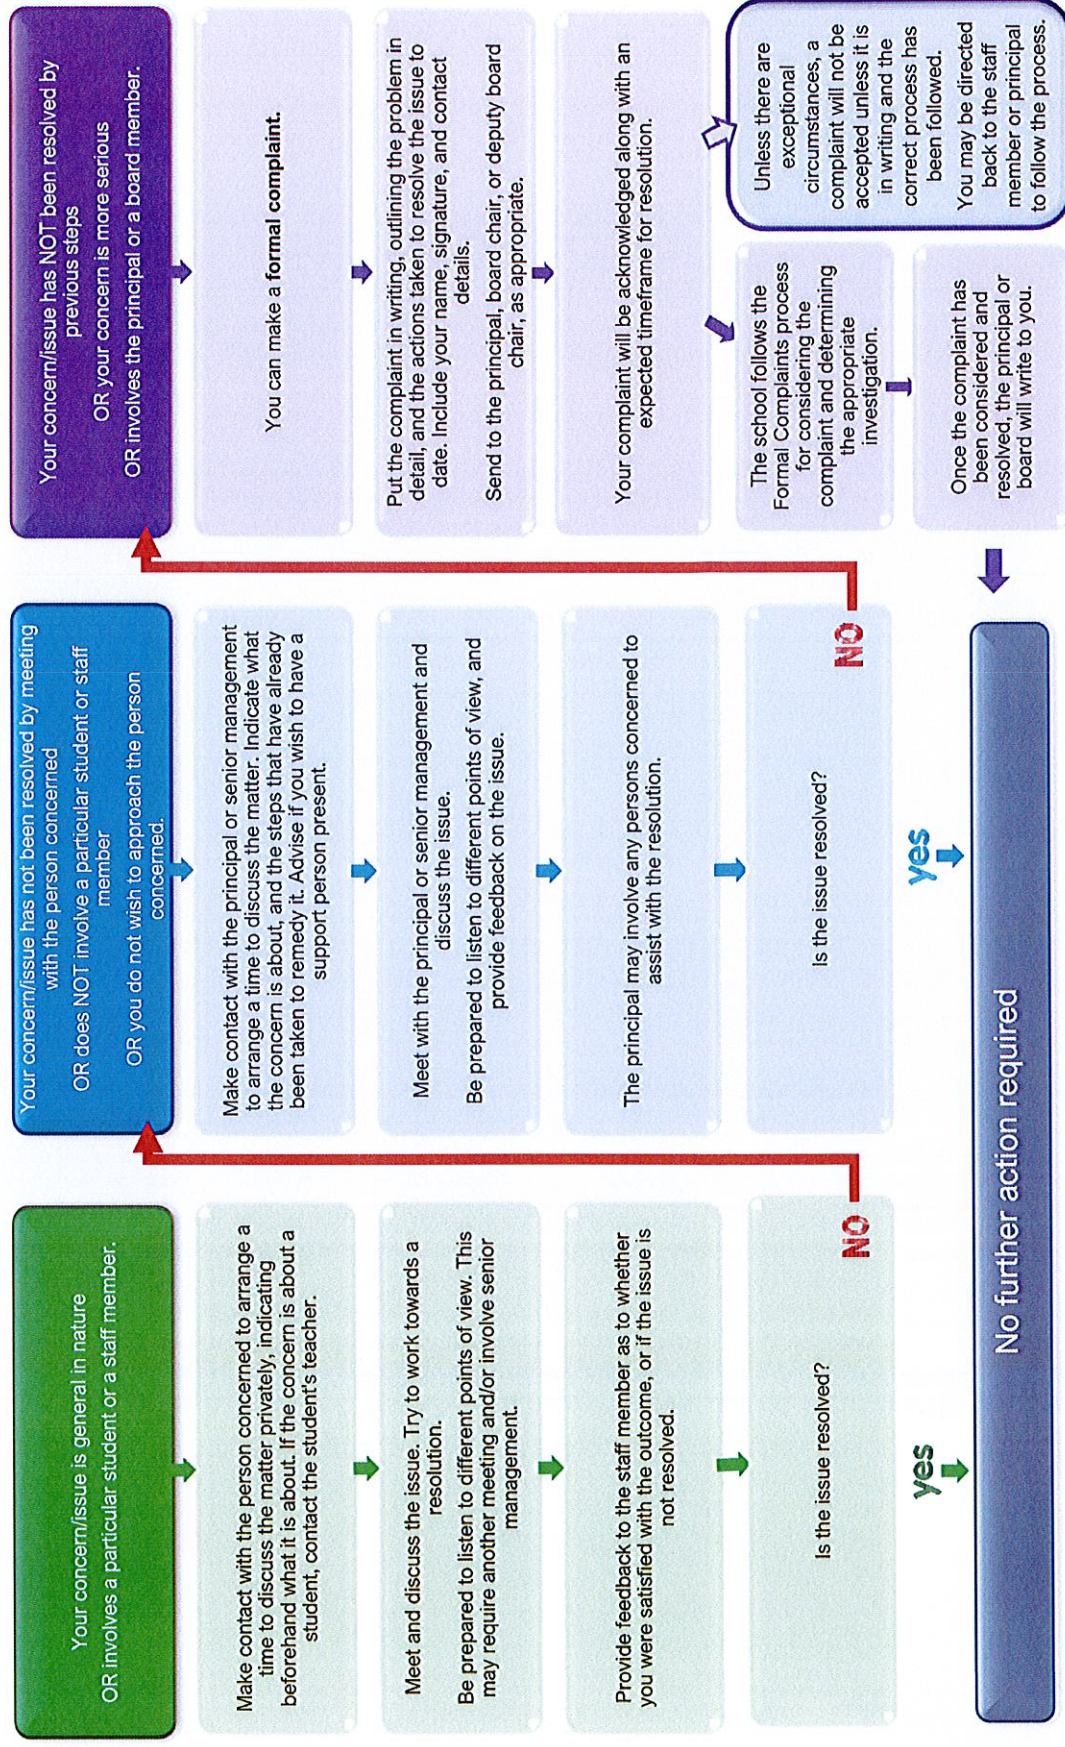 Your concern/issue is general in nature
OR involves a particular student or a staff member.
Make contact with the person concerned to arrange a
time to discuss the matter privately, indicating
beforehand what it is about. If the concern is about a
student, contact the student's teacher.
Meet and discuss the issue. Try to work towards a
resolution.
Be prepared to listen to different points of view. This
may require another meeting and/or involve senior
management.
Provide feedback to the staff member as to whether
you were satisfied with the outcome, or if the issue is
not resolved.
Is the issue resolved?
NO
yes
Your concern/issue has not been resolved by meeting
with the person concerned
OR does NOT involve a particular student or staff
member
OR you do not wish to approach the person
concerned.
Make contact with the principal or senior management
to arrange a time to discuss the matter. Indicate what
the concern is about, and the steps that have already
been taken to remedy it. Advise if you wish to have a
support person present.
Meet with the principal or senior management and
discuss the issue.
Be prepared to listen to different points of view, and
provide feedback on the issue.
The principal may involve any persons concerned to
assist with the resolution.
Is the issue resolved?
NO
yes
Your concern/issue has NOT been resolved by
previous steps
OR your concern is more serious
OR involves the principal or a board member.
You can make a formal complaint.
Put the complaint in writing, outlining the problem in
detail, and the actions taken to resolve the issue to
date. Include your name, signature, and contact
details.
Send to the principal, board chair, or deputy board
chair, as appropriate.
Your complaint will be acknowledged along with an
expected timeframe for resolution.
The school follows the
Formal Complaints process
for considering the
complaint and determining
the appropriate
investigation.
Once the complaint has
been considered and
resolved, the principal or
board will write to you.
Unless there are
exceptional
circumstances, a
complaint will not be
accepted unless it is
in writing and the
correct process has
been followed.
You may be directed
back to the staff
member or principal
to follow the process.
No further action required